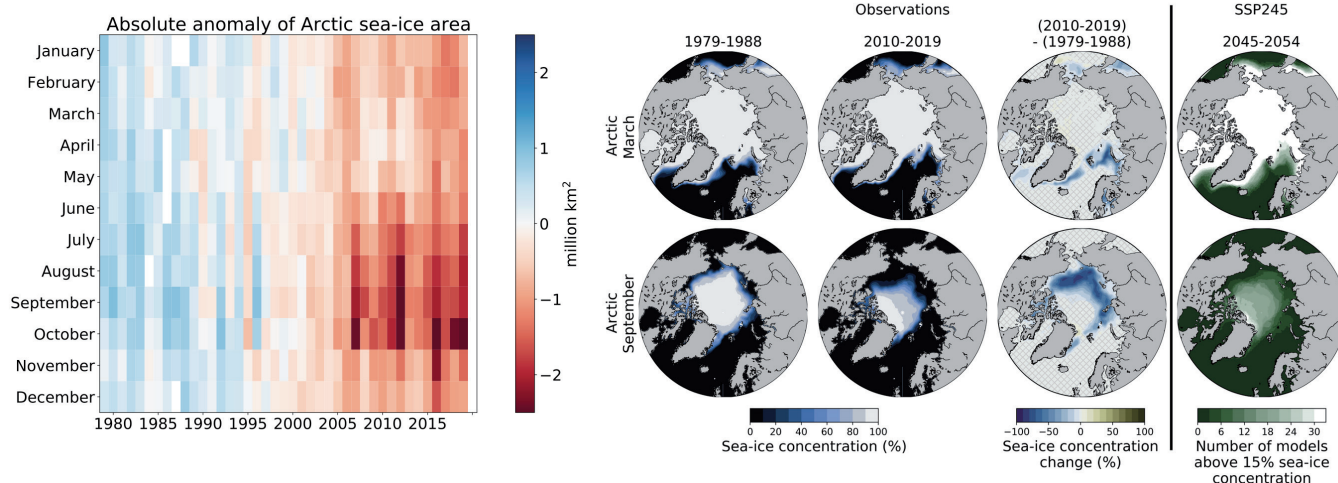 Absolute anomaly of Arctic sea-ice area
January
February
March
April
May
June
July
August
September
October
November
December
1980 1985 1990 1995 2000 2005 2010 2015
2
1
0
−1
−2
million km²
Observations
SSP245
1979-1988
2010-2019
(2010-2019)
- (1979-1988)
2045-2054
Arctic
March
Arctic
September
0 20 40 60 80 100
Sea-ice concentration (%)
−100 −50 0 50 100
Sea-ice concentration
change (%)
0 6 12 18 24 30
Number of models
above 15% sea-ice
concentration